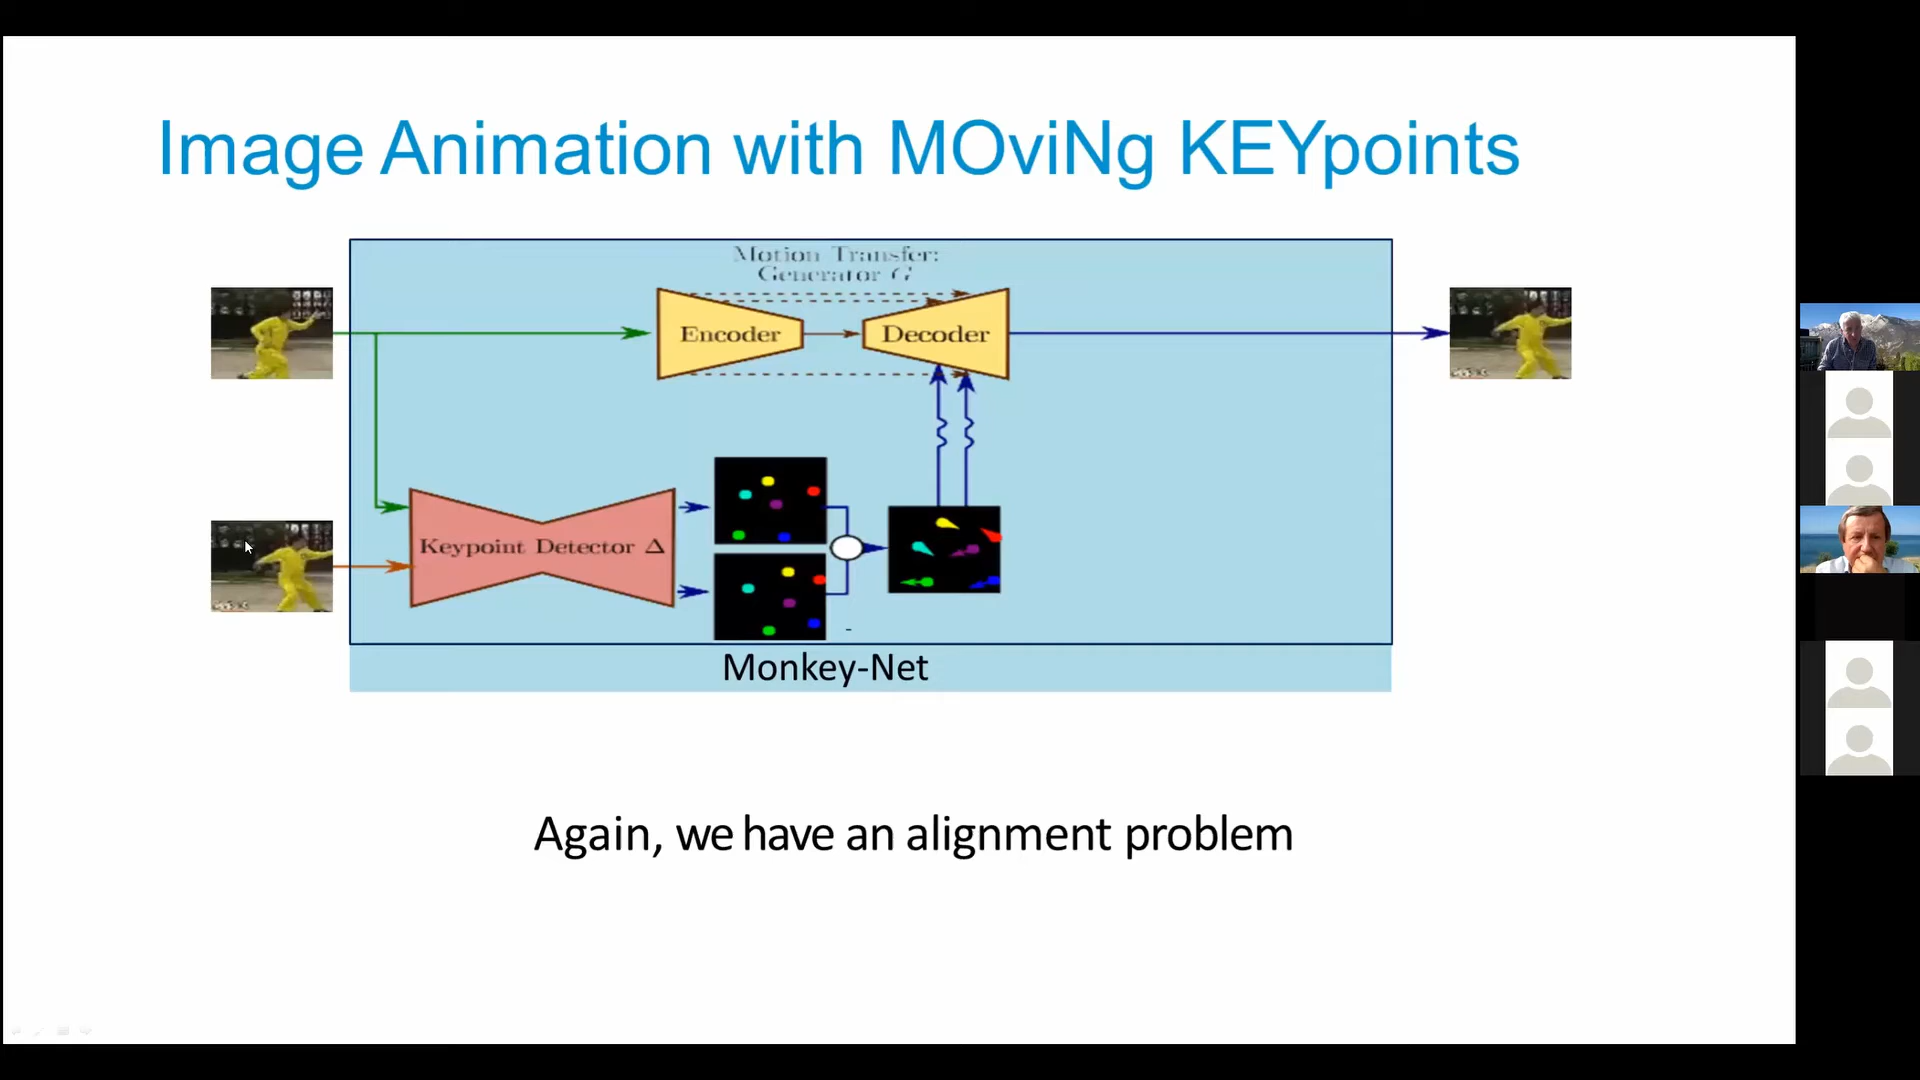 Image Animation with MOviNg KEYpoints
Motion Transfer:
Generator G
Encoder
Decoder
Keypoint Detector Δ
-
Monkey-Net
Again, we have an alignment problem